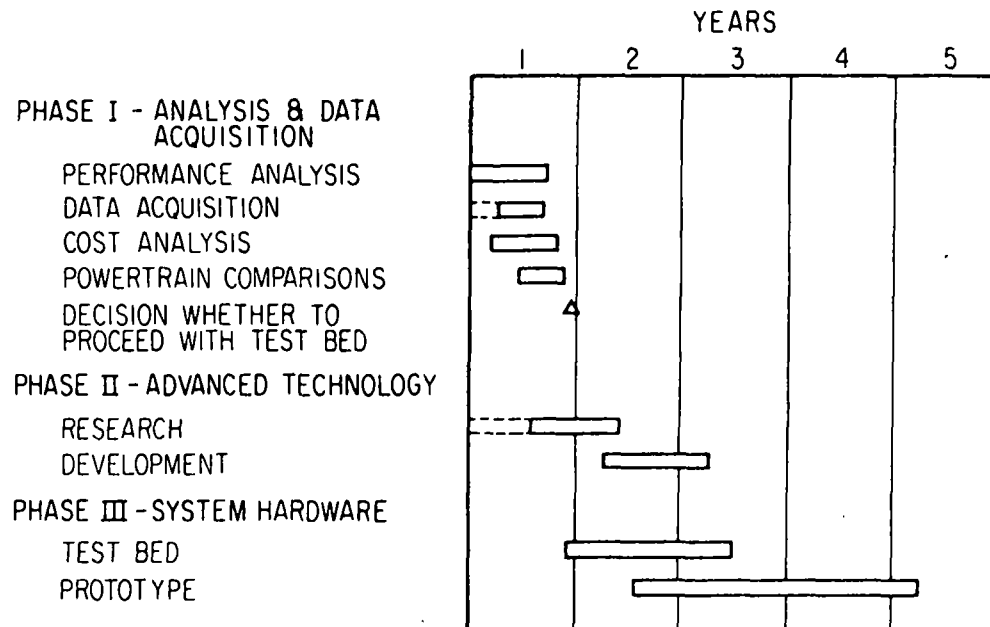 YEARS
1 2 3 4 5
PHASE I - ANALYSIS & DATA
ACQUISITION
PERFORMANCE ANALYSIS
DATA ACQUISITION
COST ANALYSIS
POWERTRAIN COMPARISONS
DECISION WHETHER TO
PROCEED WITH TEST BED
PHASE II - ADVANCED TECHNOLOGY
RESEARCH
DEVELOPMENT
PHASE III - SYSTEM HARDWARE
TEST BED
PROTOTYPE